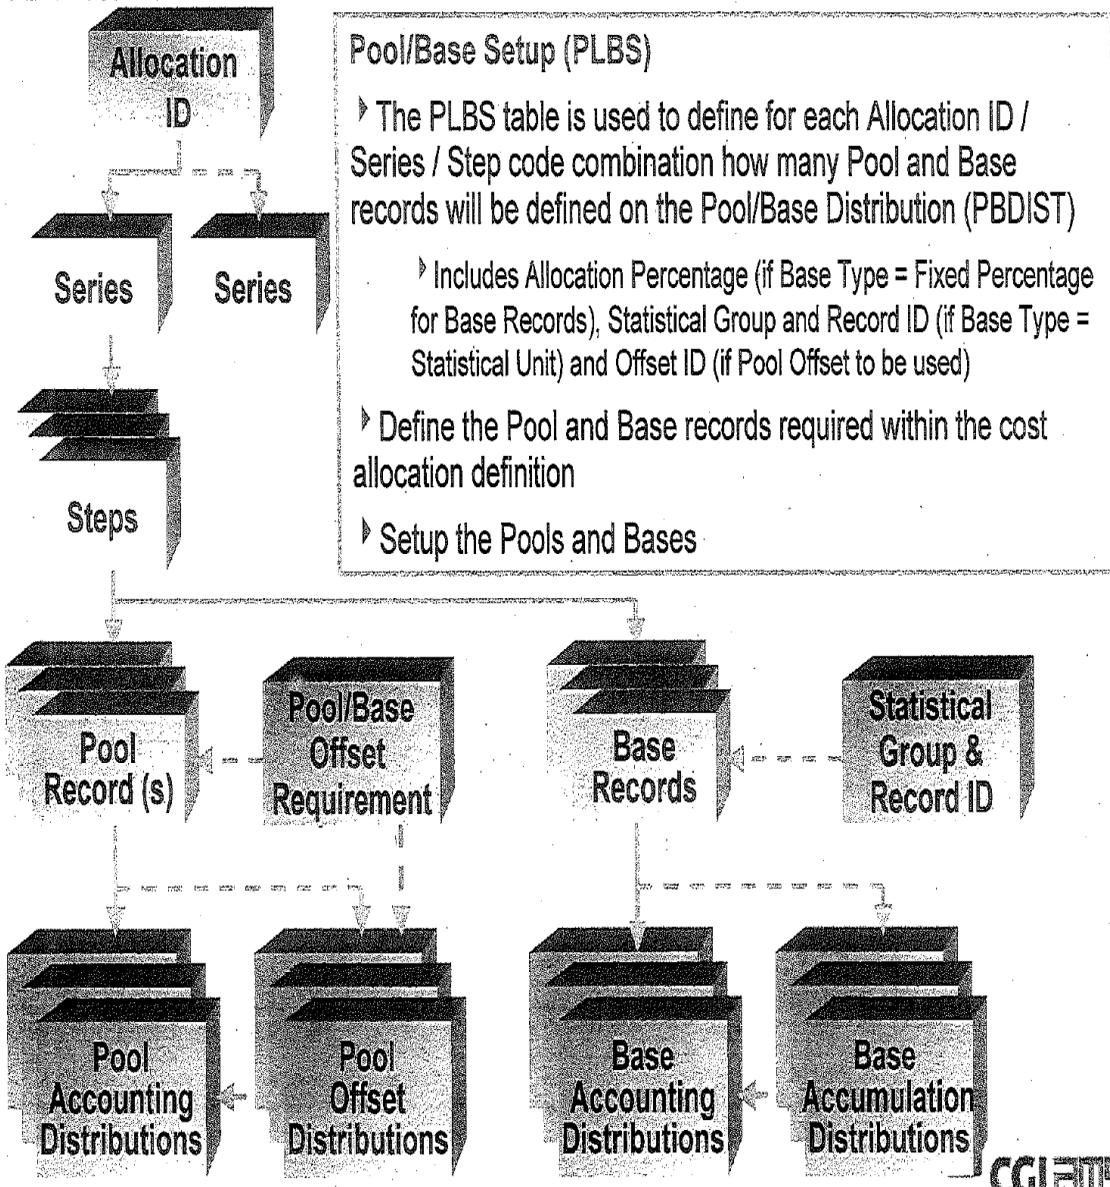 Allocation
ID
Series
Series
Steps
Pool/Base Setup (PLBS)
The PLBS table is used to define for each Allocation ID /
Series / Step code combination how many Pool and Base
records will be defined on the Pool/Base Distribution (PBDIST)
Includes Allocation Percentage (if Base Type = Fixed Percentage
for Base Records), Statistical Group and Record ID (if Base Type =
Statistical Unit) and Offset ID (if Pool Offset to be used)
Define the Pool and Base records required within the cost
allocation definition
Setup the Pools and Bases
Pool
Record (s)
Pool/Base
Offset
Requirement
Base
Records
Statistical
Group &
Record ID
Pool
Accounting
Distributions
Pool
Offset
Distributions
Base
Accounting
Distributions
Base
Accumulation
Distributions
CGI